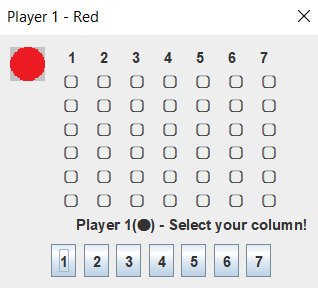 Player 1 - Red
1 2 3 4 5 6 7
Player 1(●) - Select your column!
1 2 3 4 5 6 7